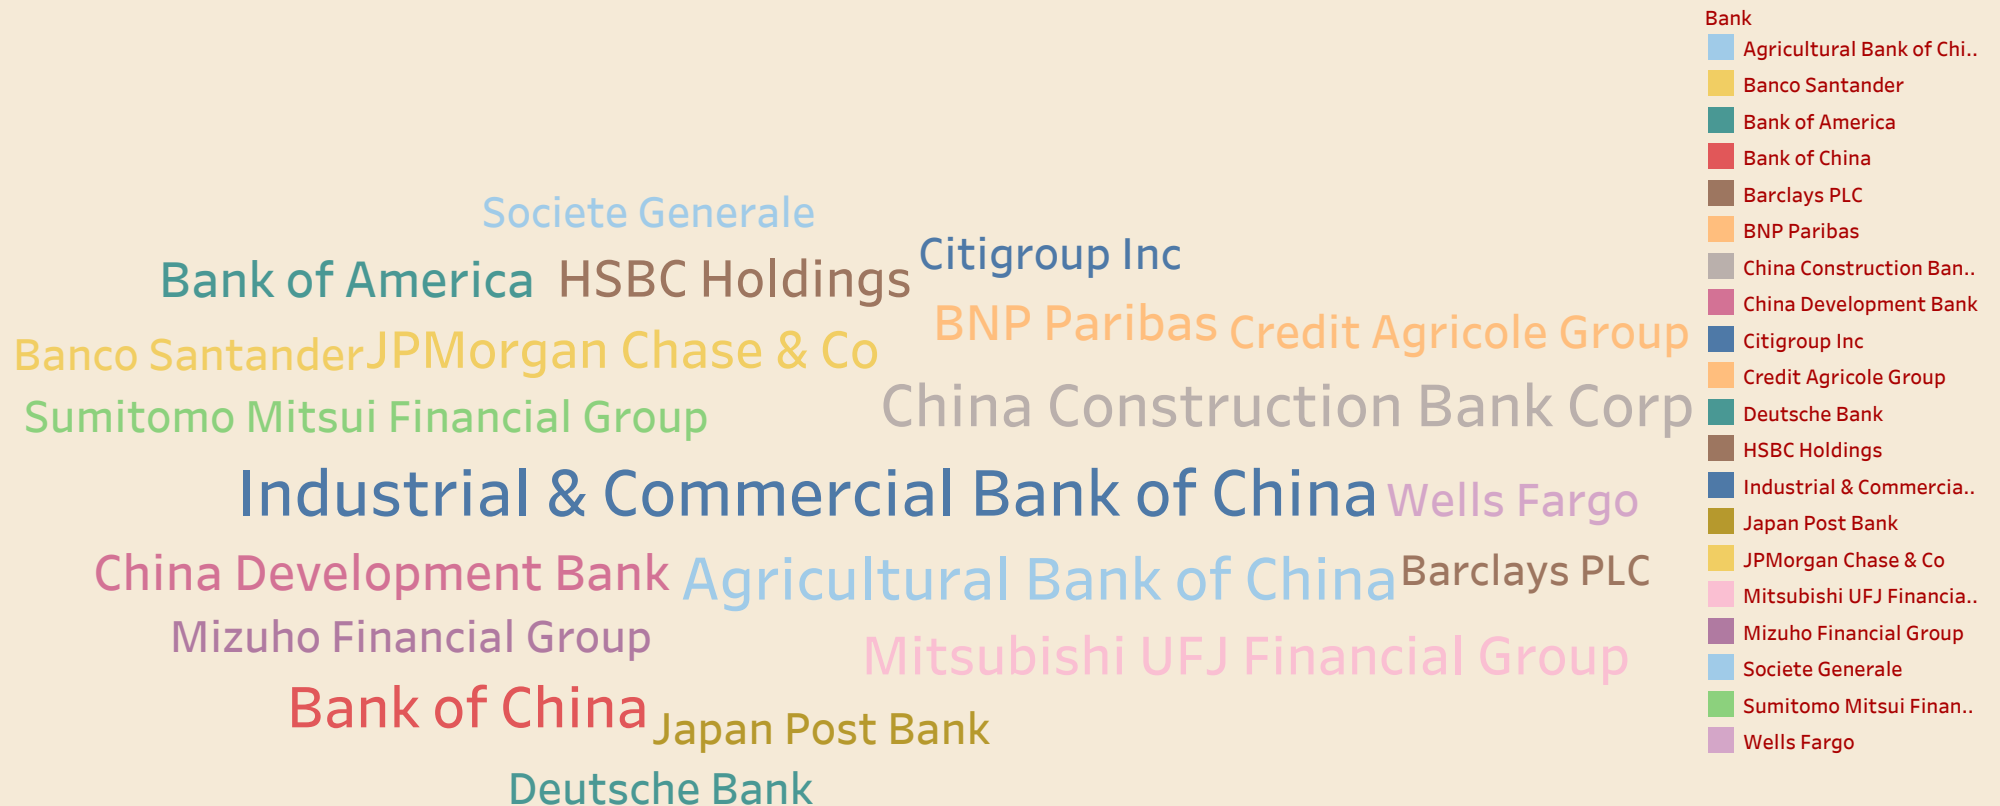 Societe Generale
Citigroup Inc
Bank of America
HSBC Holdings
BNP Paribas
Credit Agricole Group
Banco Santander
JPMorgan Chase & Co
China Construction Bank Corp
Sumitomo Mitsui Financial Group
Industrial & Commercial Bank of China
Wells Fargo
China Development Bank
Agricultural Bank of China
Barclays PLC
Mizuho Financial Group
Mitsubishi UFJ Financial Group
Bank of China
Japan Post Bank
Deutsche Bank
Bank
Agricultural Bank of Chi..
Banco Santander
Bank of America
Bank of China
Barclays PLC
BNP Paribas
China Construction Ban..
China Development Bank
Citigroup Inc
Credit Agricole Group
Deutsche Bank
HSBC Holdings
Industrial & Commercia..
Japan Post Bank
JPMorgan Chase & Co
Mitsubishi UFJ Financia..
Mizuho Financial Group
Societe Generale
Sumitomo Mitsui Finan..
Wells Fargo